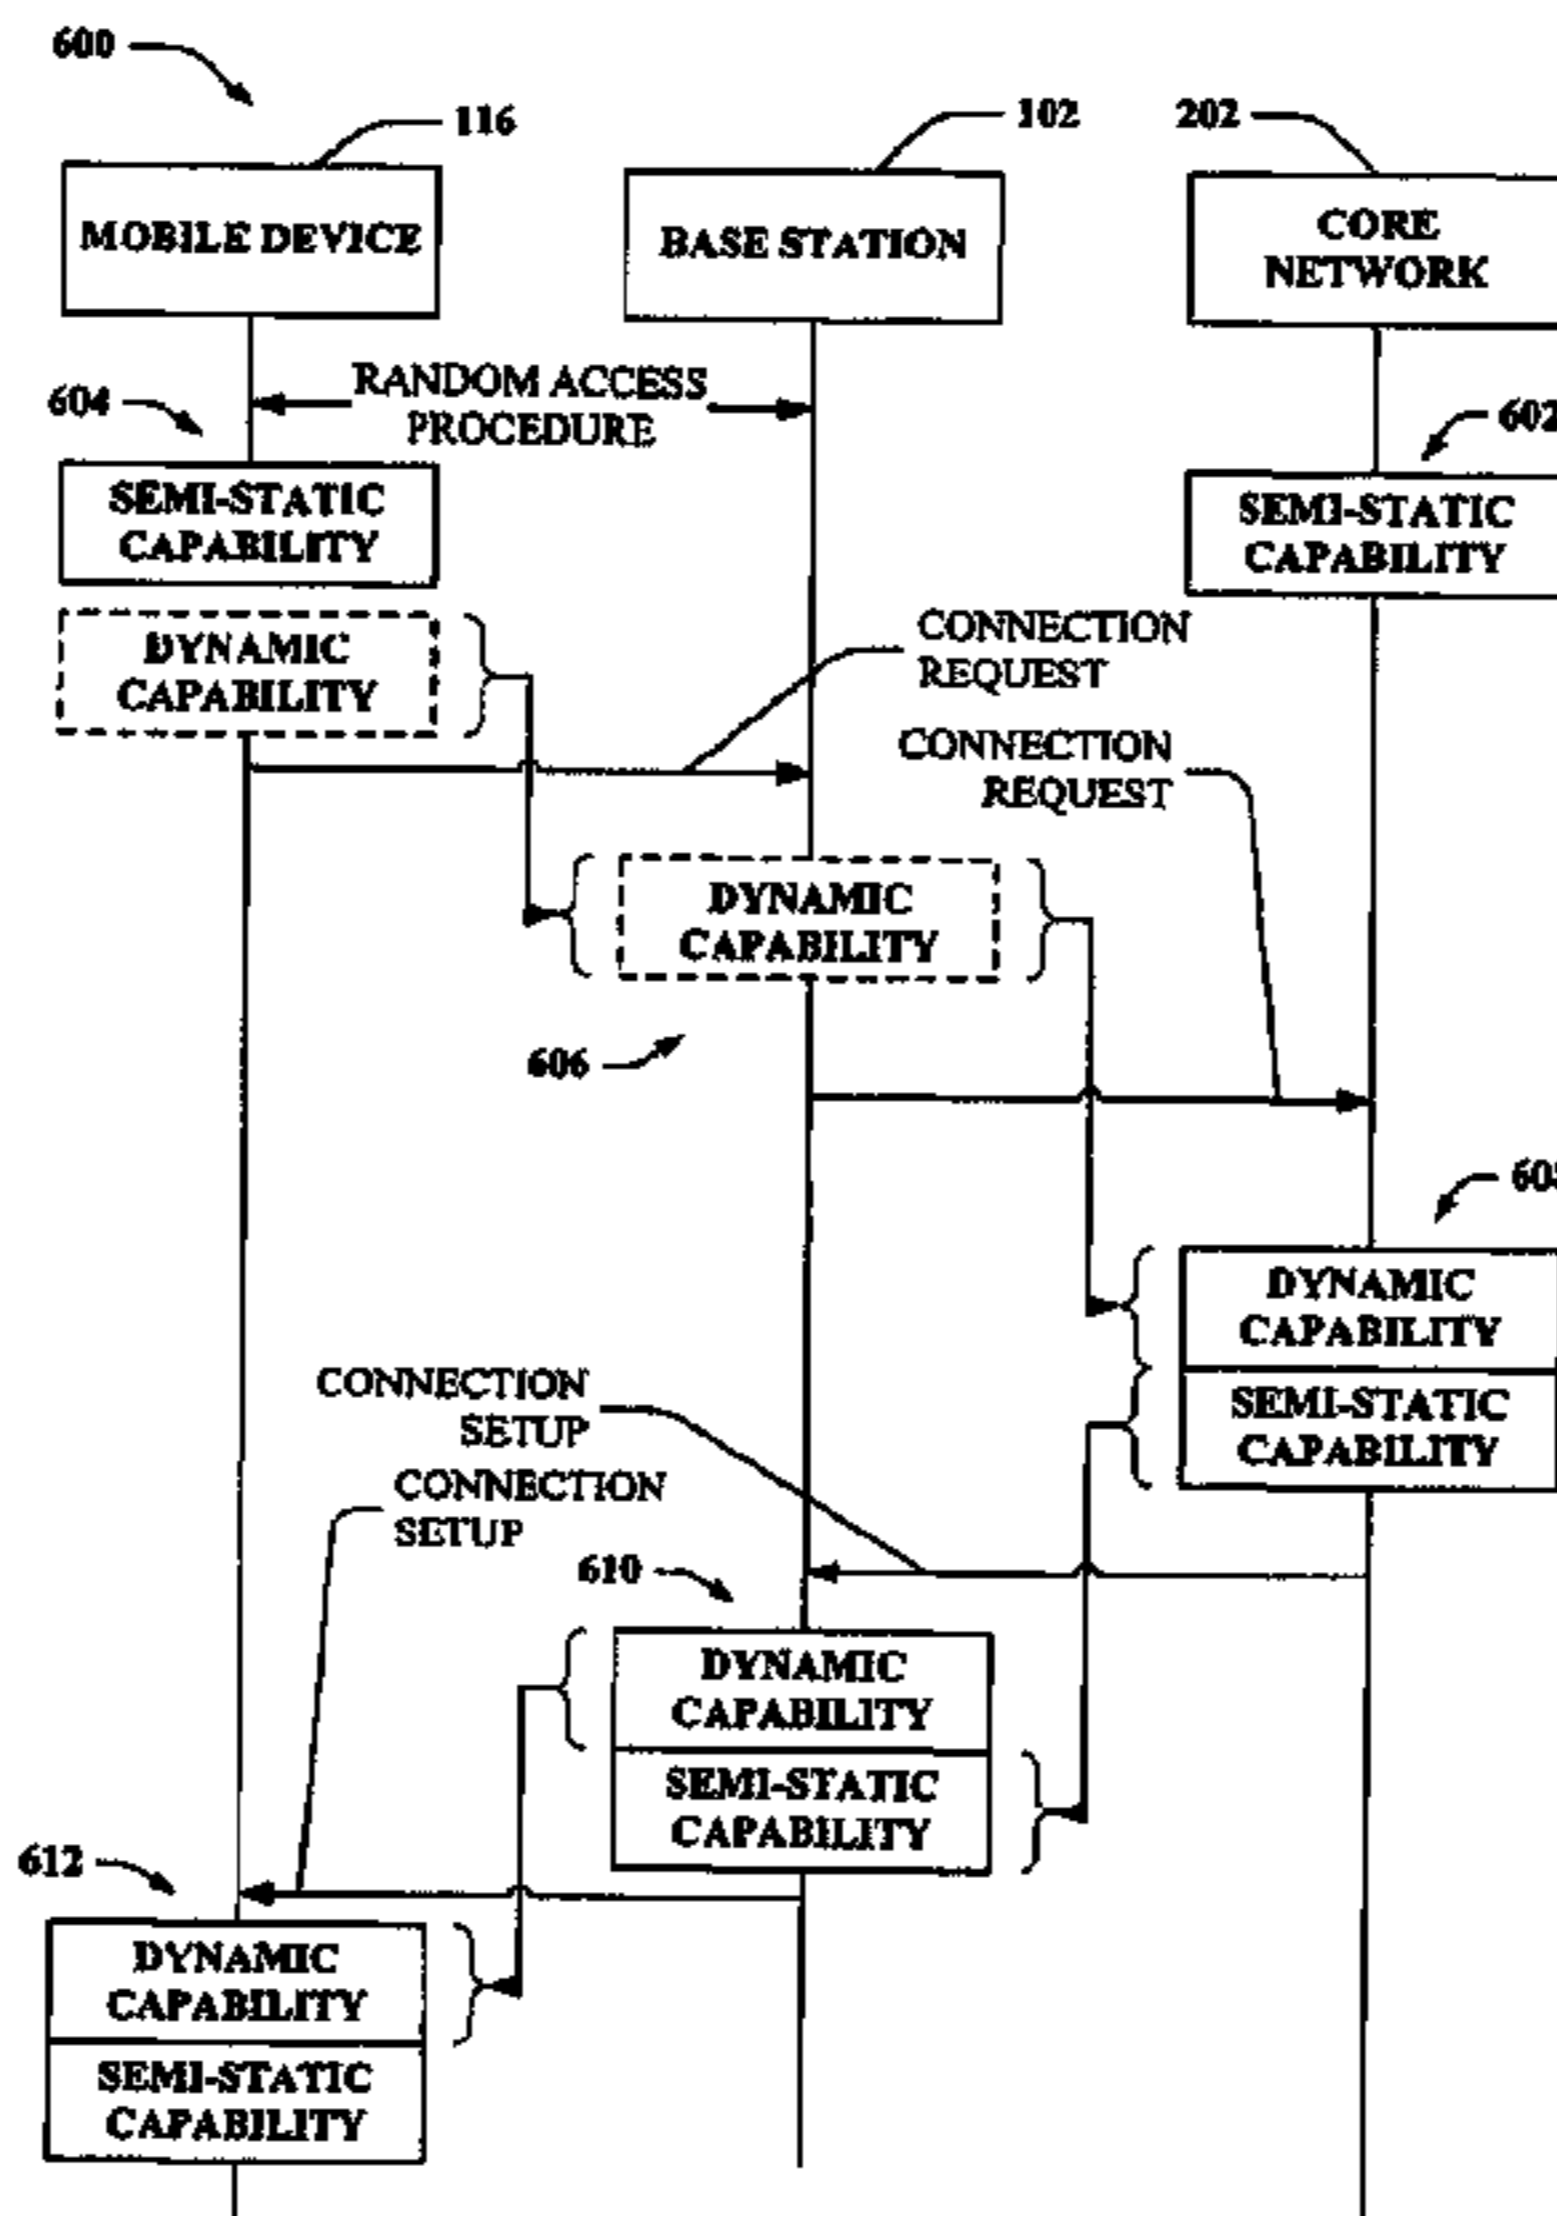 600
116
102
202
MOBILE DEVICE
BASE STATION
CORE
NETWORK
RANDOM ACCESS
PROCEDURE
604
602
SEMI-STATIC
CAPABILITY
SEMI-STATIC
CAPABILITY
DYNAMIC
CAPABILITY
CONNECTION
REQUEST
CONNECTION
REQUEST
DYNAMIC
CAPABILITY
606
DYNAMIC
CAPABILITY
SEMI-STATIC
CAPABILITY
CONNECTION
SETUP
CONNECTION
SETUP
610
DYNAMIC
CAPABILITY
SEMI-STATIC
CAPABILITY
612
DYNAMIC
CAPABILITY
SEMI-STATIC
CAPABILITY